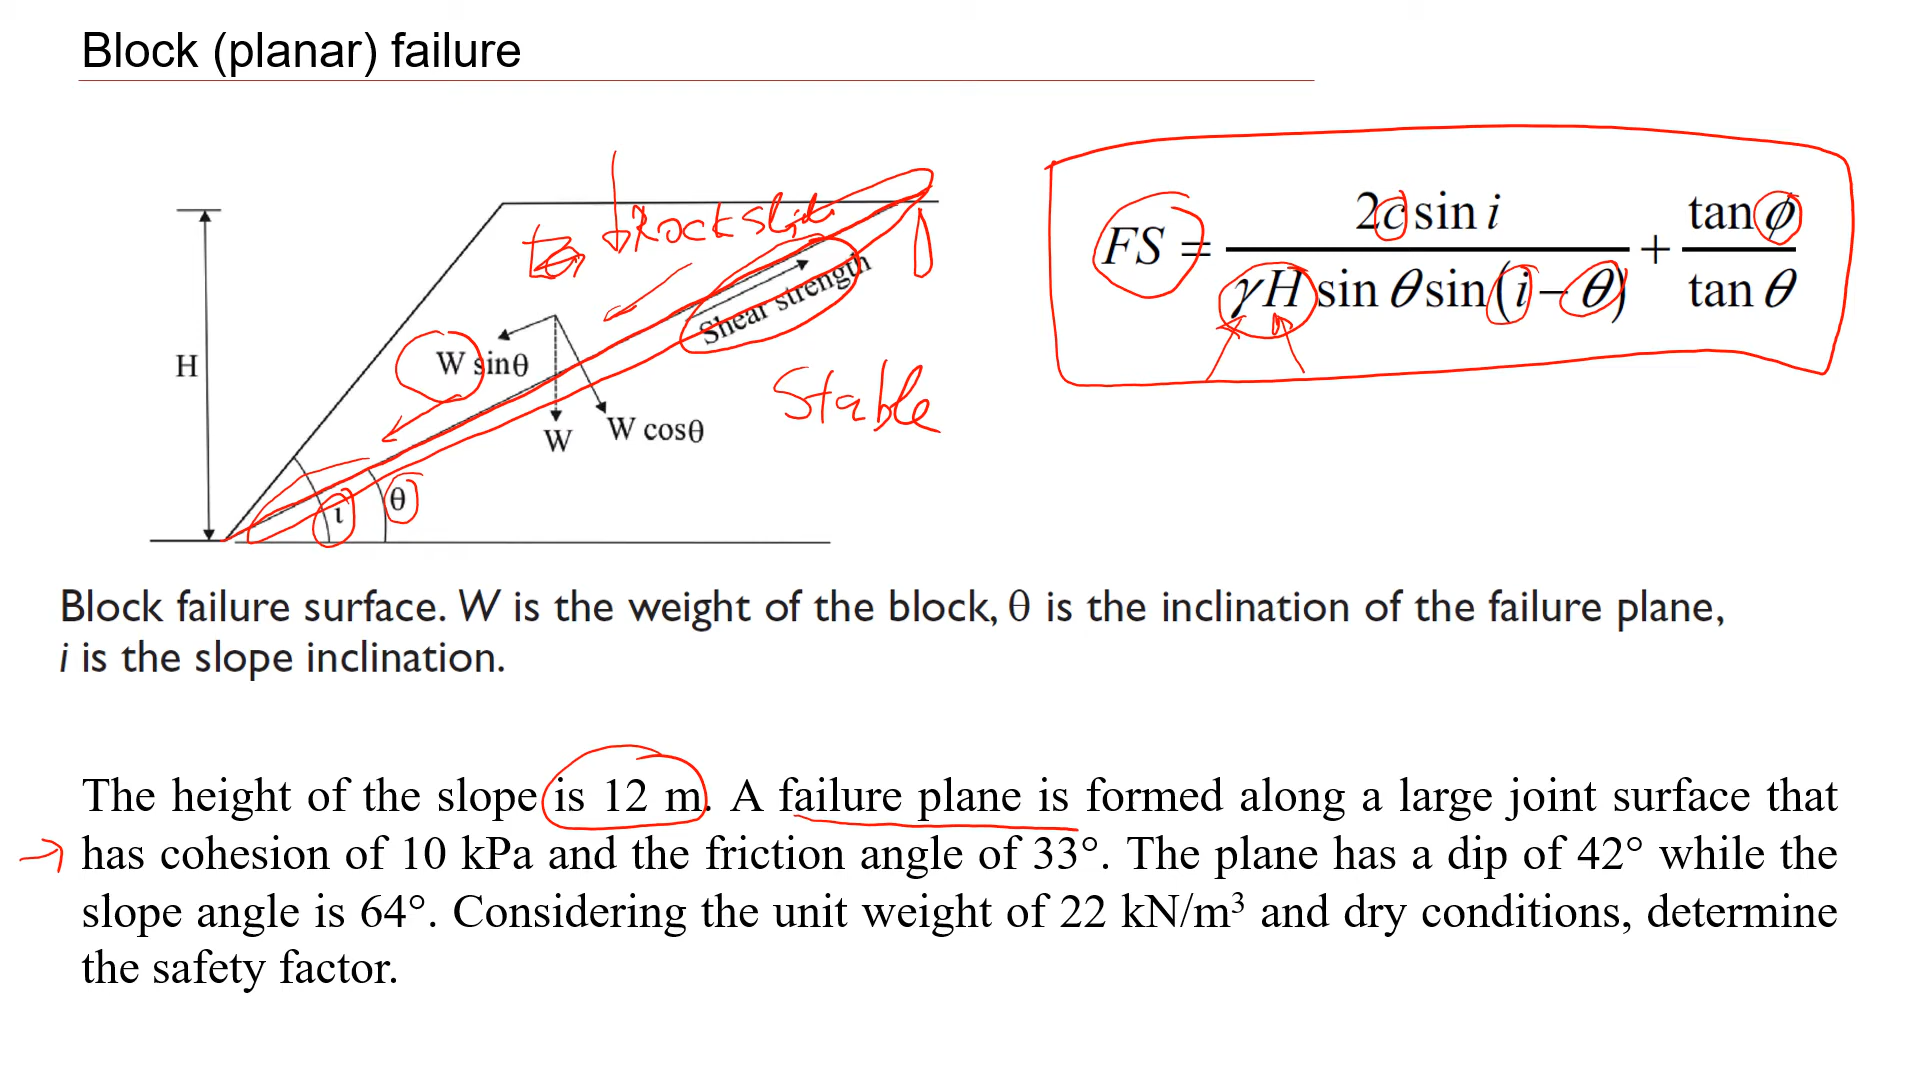 Block (planar) failure
Rock slide
Shear strength
H
W sinθ
W
W cosθ
Stable
i
θ
FS = 2c sin i / γH sin θ sin(i − θ) + tan ϕ / tan θ
Block failure surface. W is the weight of the block, θ is the inclination of the failure plane,
i is the slope inclination.
The height of the slope is 12 m. A failure plane is formed along a large joint surface that
has cohesion of 10 kPa and the friction angle of 33°. The plane has a dip of 42° while the
slope angle is 64°. Considering the unit weight of 22 kN/m³ and dry conditions, determine
the safety factor.